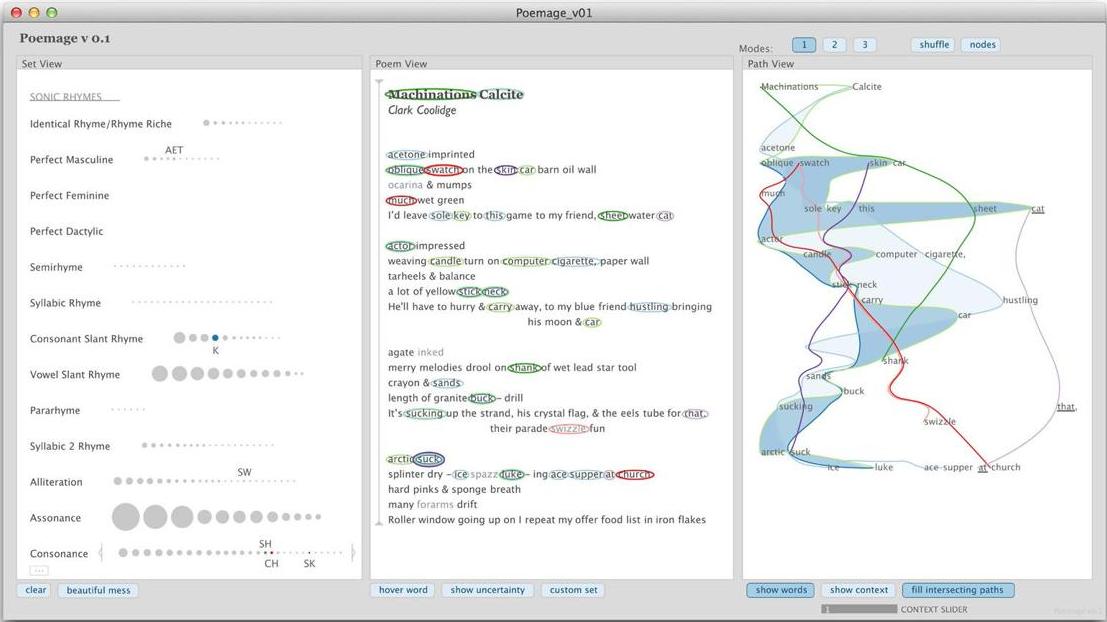 Poemage_v01
Poemage v 0.1
Modes: 1 2 3 shuffle nodes
Set View
SONIC RHYMES
Identical Rhyme/Rhyme Riche
AET
Perfect Masculine
Perfect Feminine
Perfect Dactylic
Semirhyme
Syllabic Rhyme
Consonant Slant Rhyme
K
Vowel Slant Rhyme
Pararhyme
Syllabic 2 Rhyme
SW
Alliteration
Assonance
SH
Consonance
CH SK
...
clear beautiful mess
Poem View
Machinations Calcite
Clark Coolidge
acetone imprinted
oblique swatch on the skin car barn oil wall
ocarina & mumps
much wet green
I'd leave sole key to this game to my friend, sheet water cat
actor impressed
weaving candle turn on computer cigarette, paper wall
tarheels & balance
a lot of yellow stick neck
He'll have to hurry & carry away, to my blue friend hustling bringing
his moon & car
agate inked
merry melodies drool on shank of wet lead star tool
crayon & sands
length of granite buck – drill
It's sucking up the strand, his crystal flag, & the eels tube for that,
their parade swizzle fun
arctic suck
splinter dry – ice spazz luke – ing ace supper at church
hard pinks & sponge breath
many forarms drift
Roller window going up on I repeat my offer food list in iron flakes
hover word show uncertainty custom set
Path View
Machinations Calcite
acetone
oblique swatch skin car
much
sole key this sheet cat
actor
candle computer cigarette,
stick neck
carry hustling
car
shank
sands
buck
sucking that,
swizzle
arctic suck
ice luke ace supper at church
show words show context fill intersecting paths
1 CONTEXT SLIDER
Poemage v0.1